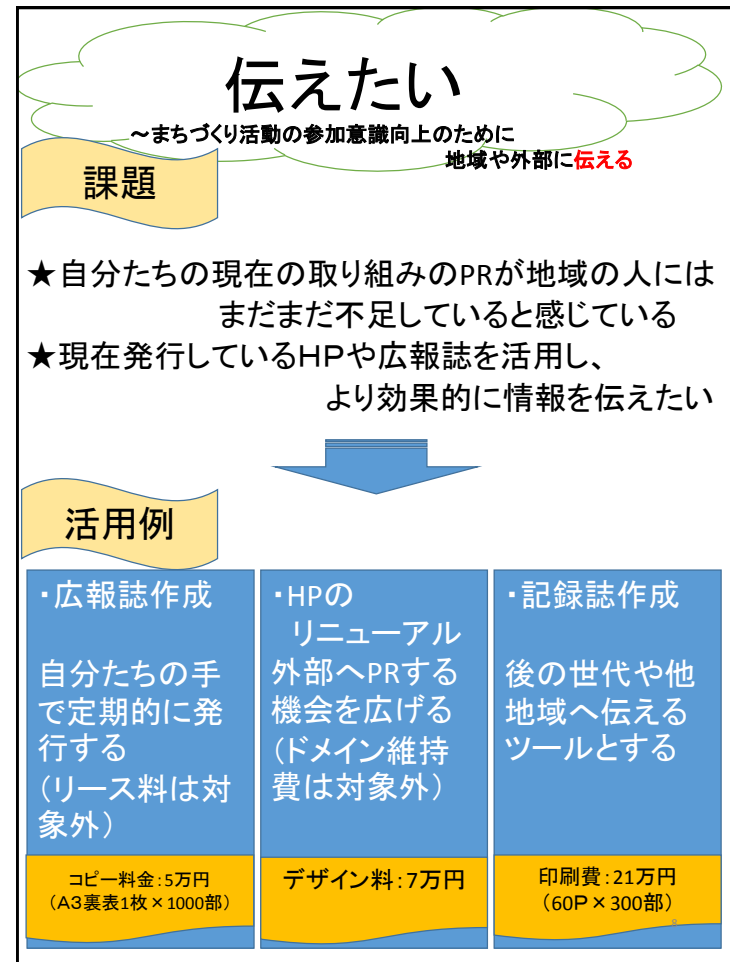 伝えたい
~まちづくり活動の参加意識向上のために
地域や外部に伝える
課題
★自分たちの現在の取り組みのPRが地域の人には
まだまだ不足していると感じている
★現在発行しているHPや広報誌を活用し、
より効果的に情報を伝えたい
活用例
・広報誌作成
自分たちの手
で定期的に発
行する
(リース料は対
象外)
コピー料金:5万円
(A3裏表1枚×1000部)
・HPの
リニューアル
外部へPRする
機会を広げる
(ドメイン維持
費は対象外)
デザイン料:7万円
・記録誌作成
後の世代や他
地域へ伝える
ツールとする
印刷費:21万円
(60P×300部)
9